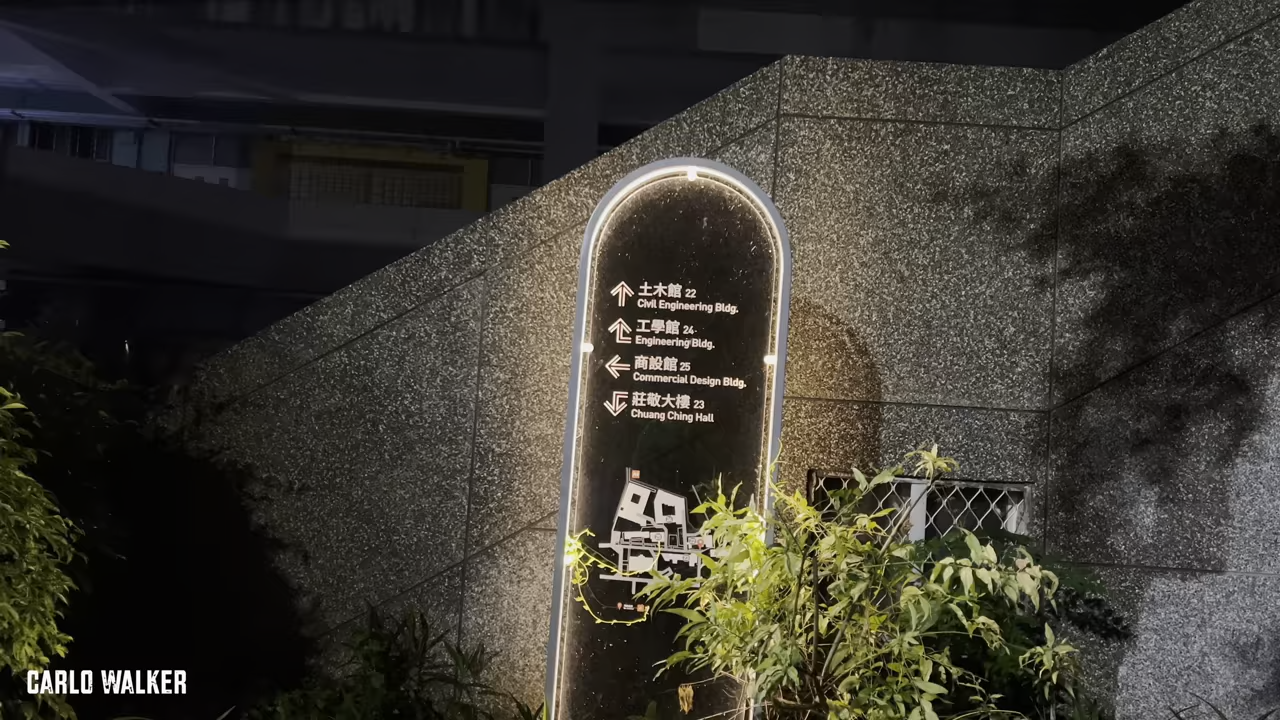 土木館 22
Civil Engineering Bldg.
工學館 24
Engineering Bldg.
商設館 25
Commercial Design Bldg.
莊敬大樓 23
Chuang Ching Hall
CARLO WALKER